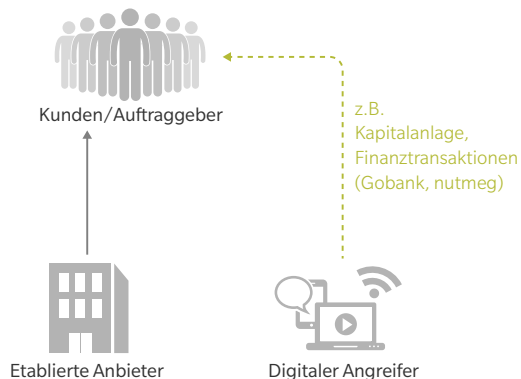 Kunden/Auftraggeber
z.B.
Kapitalanlage,
Finanztransaktionen
(Gobank, nutmeg)
Etablierte Anbieter
Digitaler Angreifer